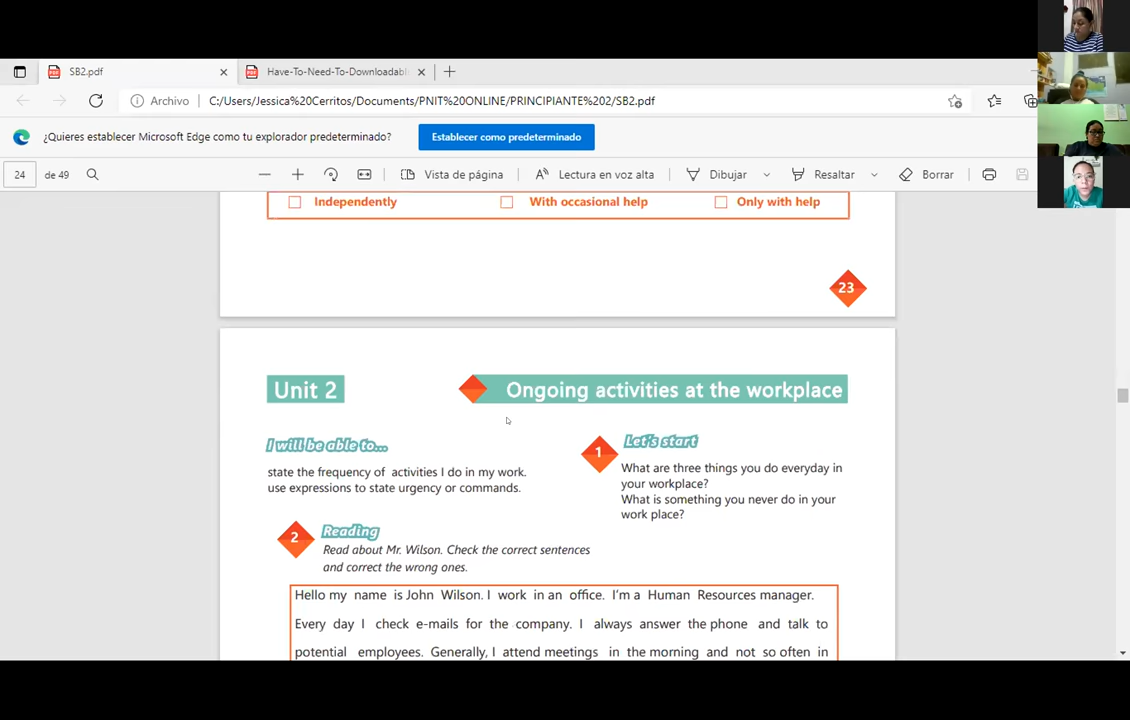 SB2.pdf
Have-To-Need-To-Downloadabl
Archivo
C:/Users/Jessica%20Cerritos/Documents/PNIT%20ONLINE/PRINCIPIANTE%202/SB2.pdf
¿Quieres establecer Microsoft Edge como tu explorador predeterminado?
Establecer como predeterminado
24 de 49
Vista de página
Lectura en voz alta
Dibujar
Resaltar
Borrar
Independently
With occasional help
Only with help
23
Unit 2
Ongoing activities at the workplace
I will be able to...
state the frequency of activities I do in my work.
use expressions to state urgency or commands.
1
Let's start
What are three things you do everyday in
your workplace?
What is something you never do in your
work place?
2
Reading
Read about Mr. Wilson. Check the correct sentences
and correct the wrong ones.
Hello my name is John Wilson. I work in an office. I'm a Human Resources manager.
Every day I check e-mails for the company. I always answer the phone and talk to
potential employees. Generally, I attend meetings in the morning and not so often in